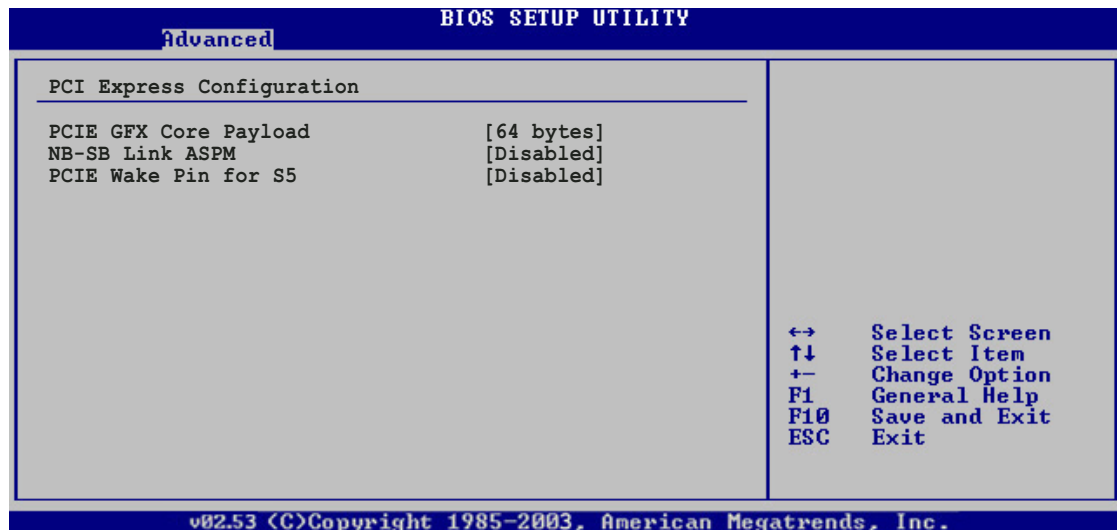 BIOS SETUP UTILITY
Advanced
PCI Express Configuration
PCIE GFX Core Payload [64 bytes]
NB-SB Link ASPM [Disabled]
PCIE Wake Pin for S5 [Disabled]
←→ Select Screen
↑↓ Select Item
+- Change Option
F1 General Help
F10 Save and Exit
ESC Exit
v02.53 (C)Copyright 1985-2003, American Megatrends, Inc.